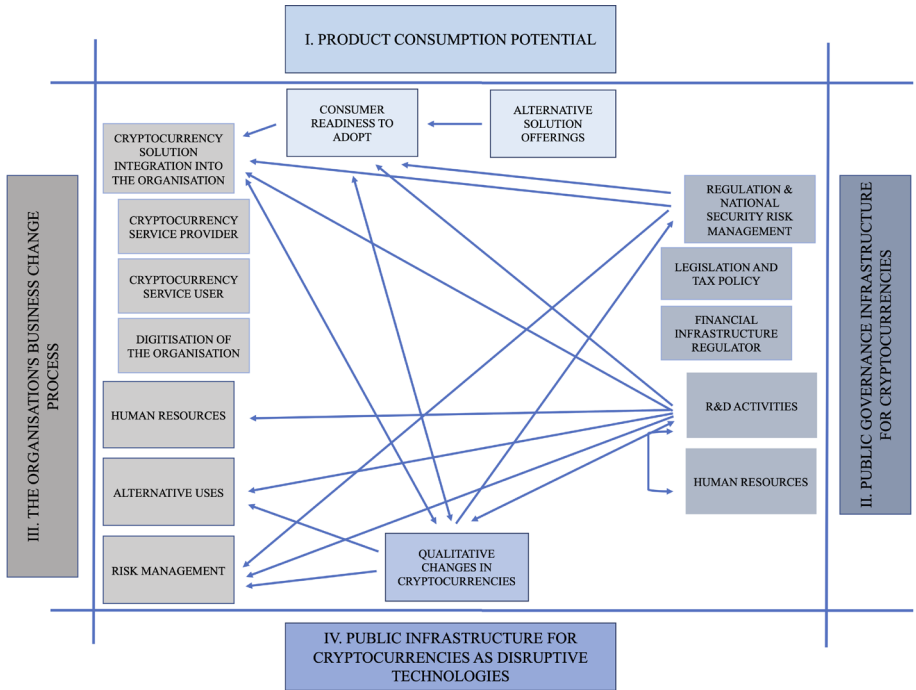 I. PRODUCT CONSUMPTION POTENTIAL
CONSUMER
READINESS TO
ADOPT
ALTERNATIVE
SOLUTION
OFFERINGS
CRYPTOCURRENCY
SOLUTION
INTEGRATION INTO
THE ORGANISATION
CRYPTOCURRENCY
SERVICE PROVIDER
CRYPTOCURRENCY
SERVICE USER
DIGITISATION OF
THE ORGANISATION
HUMAN RESOURCES
ALTERNATIVE USES
RISK MANAGEMENT
REGULATION &
NATIONAL
SECURITY RISK
MANAGEMENT
LEGISLATION AND
TAX POLICY
FINANCIAL
INFRASTRUCTURE
REGULATOR
R&D ACTIVITIES
HUMAN RESOURCES
QUALITATIVE
CHANGES IN
CRYPTOCURRENCIES
III. THE ORGANISATION'S BUSINESS CHANGE
PROCESS
II. PUBLIC GOVERNANCE INFRASTRUCTURE
FOR CRYPTOCURRENCIES
IV. PUBLIC INFRASTRUCTURE FOR
CRYPTOCURRENCIES AS DISRUPTIVE
TECHNOLOGIES